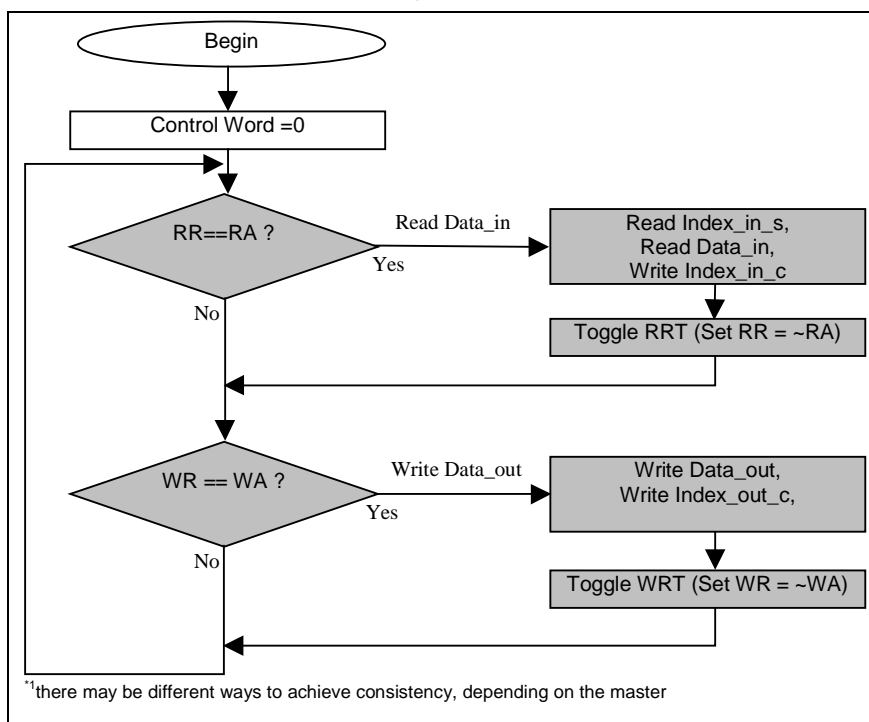 Begin
Control Word =0
RR==RA ?
Read Data_in
Yes
No
Read Index_in_s,
Read Data_in,
Write Index_in_c
Toggle RRT (Set RR = ~RA)
WR == WA ?
Write Data_out
Yes
No
Write Data_out,
Write Index_out_c,
Toggle WRT (Set WR = ~WA)
*1there may be different ways to achieve consistency, depending on the master